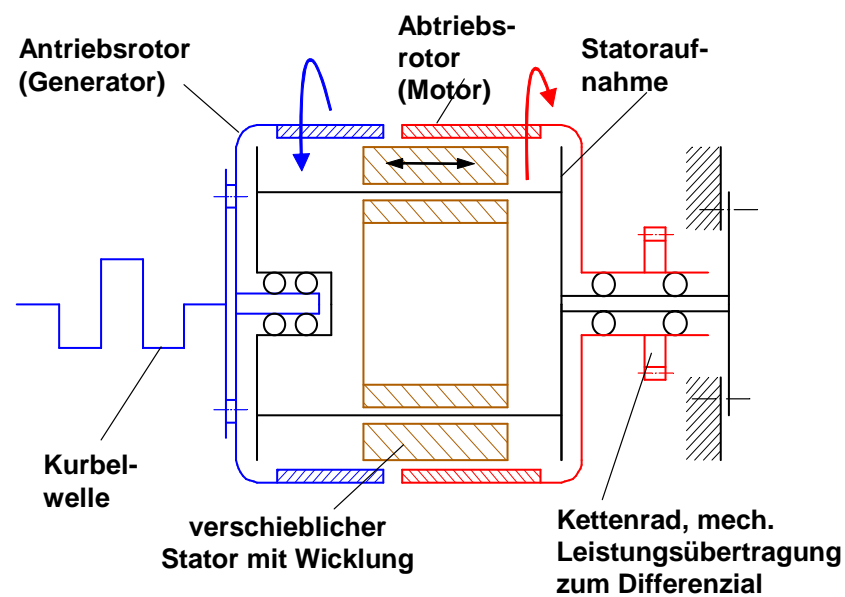 Antriebsrotor
(Generator)
Abtriebs-
rotor
(Motor)
Statorauf-
nahme
Kurbel-
welle
verschieblicher
Stator mit Wicklung
Kettenrad, mech.
Leistungsübertragung
zum Differenzial